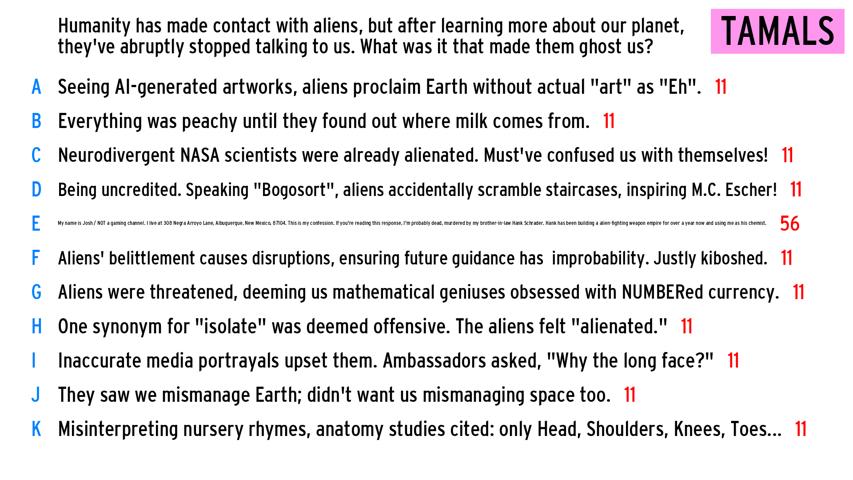 Humanity has made contact with aliens, but after learning more about our planet,
they've abruptly stopped talking to us. What was it that made them ghost us?
TAMALS
A Seeing AI-generated artworks, aliens proclaim Earth without actual "art" as "Eh". 11
B Everything was peachy until they found out where milk comes from. 11
C Neurodivergent NASA scientists were already alienated. Must've confused us with themselves! 11
D Being uncredited. Speaking "Bogosort", aliens accidentally scramble staircases, inspiring M.C. Escher! 11
E My name is Josh / NOT a gaming channel. I live at 308 Negra Arroyo Lane, Albuquerque, New Mexico, 87104. This is my confession. If you're reading this response, I'm probably dead, murdered by my brother-in-law Hank Schrader. Hank has been building a alien-fighting weapon empire for over a year now and using me as his chemist. 56
F Aliens' belittlement causes disruptions, ensuring future guidance has improbability. Justly kiboshed. 11
G Aliens were threatened, deeming us mathematical geniuses obsessed with NUMBERed currency. 11
H One synonym for "isolate" was deemed offensive. The aliens felt "alienated." 11
I Inaccurate media portrayals upset them. Ambassadors asked, "Why the long face?" 11
J They saw we mismanage Earth; didn't want us mismanaging space too. 11
K Misinterpreting nursery rhymes, anatomy studies cited: only Head, Shoulders, Knees, Toes... 11